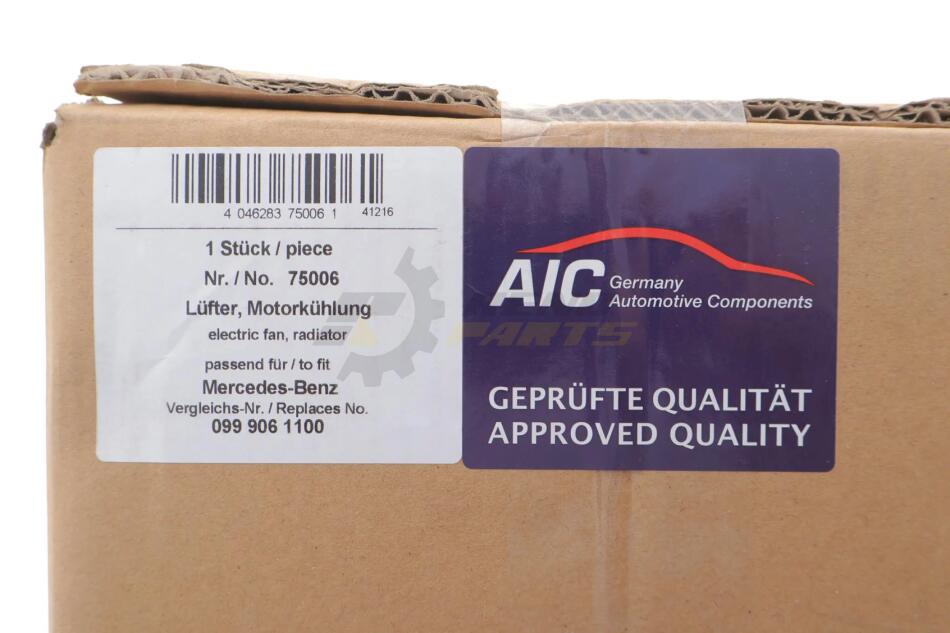 4 046283 75006 1 41216
1 Stück / piece
Nr. / No. 75006
Lüfter, Motorkühlung
electric fan, radiator
passend für / to fit
Mercedes-Benz
Vergleichs-Nr. / Replaces No.
099 906 1100
AIC Germany
Automotive Components
PARTS
GEPRÜFTE QUALITÄT
APPROVED QUALITY